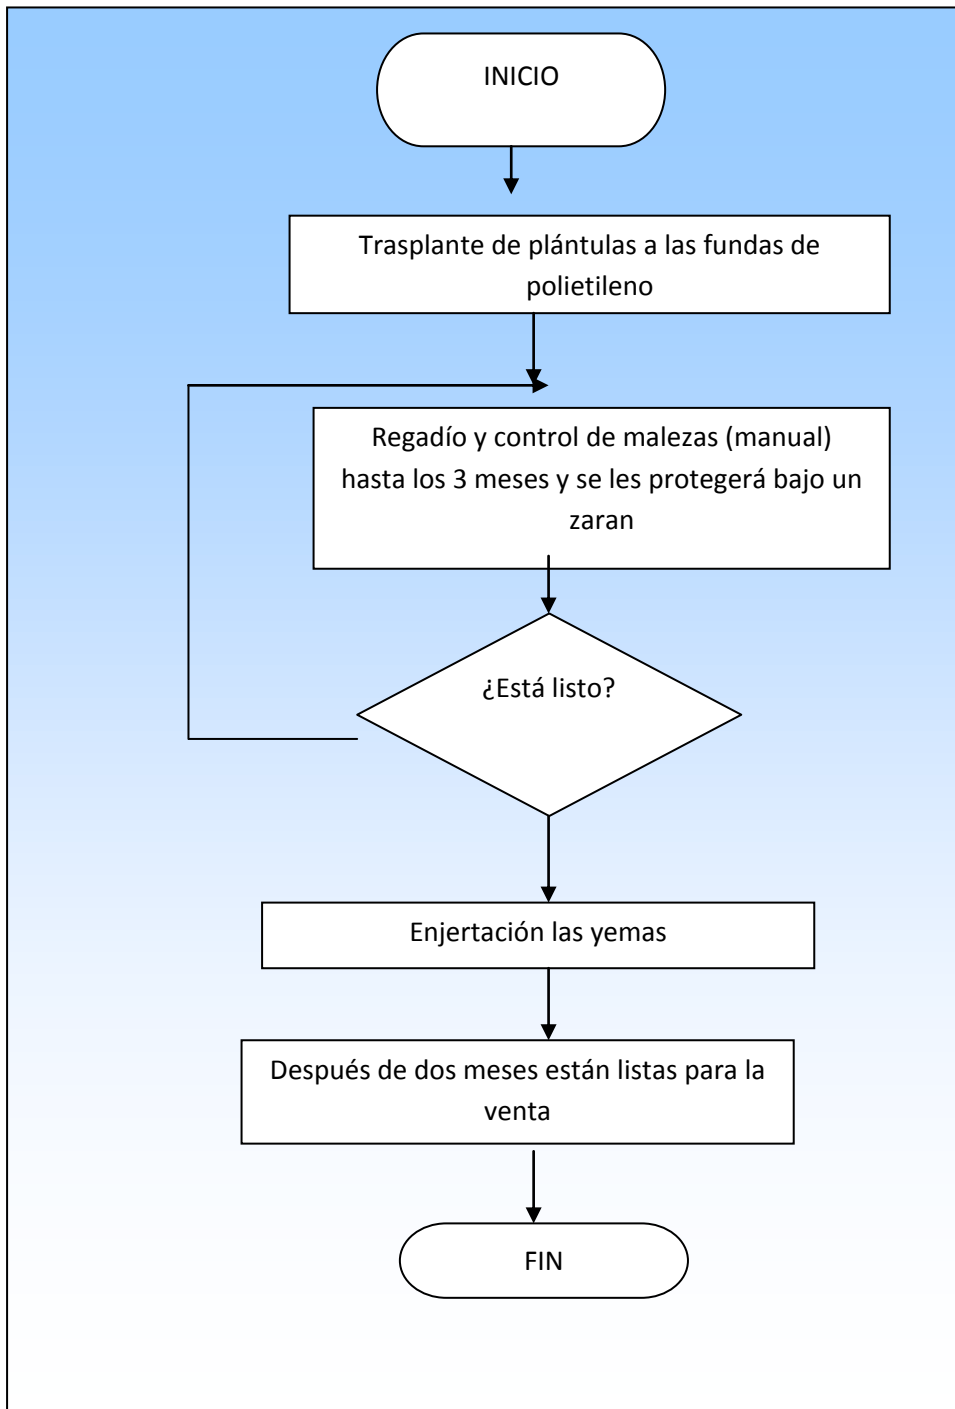 INICIO
Trasplante de plántulas a las fundas de
polietileno
Regadío y control de malezas (manual)
hasta los 3 meses y se les protegerá bajo un
zaran
¿Está listo?
Enjertación las yemas
Después de dos meses están listas para la
venta
FIN